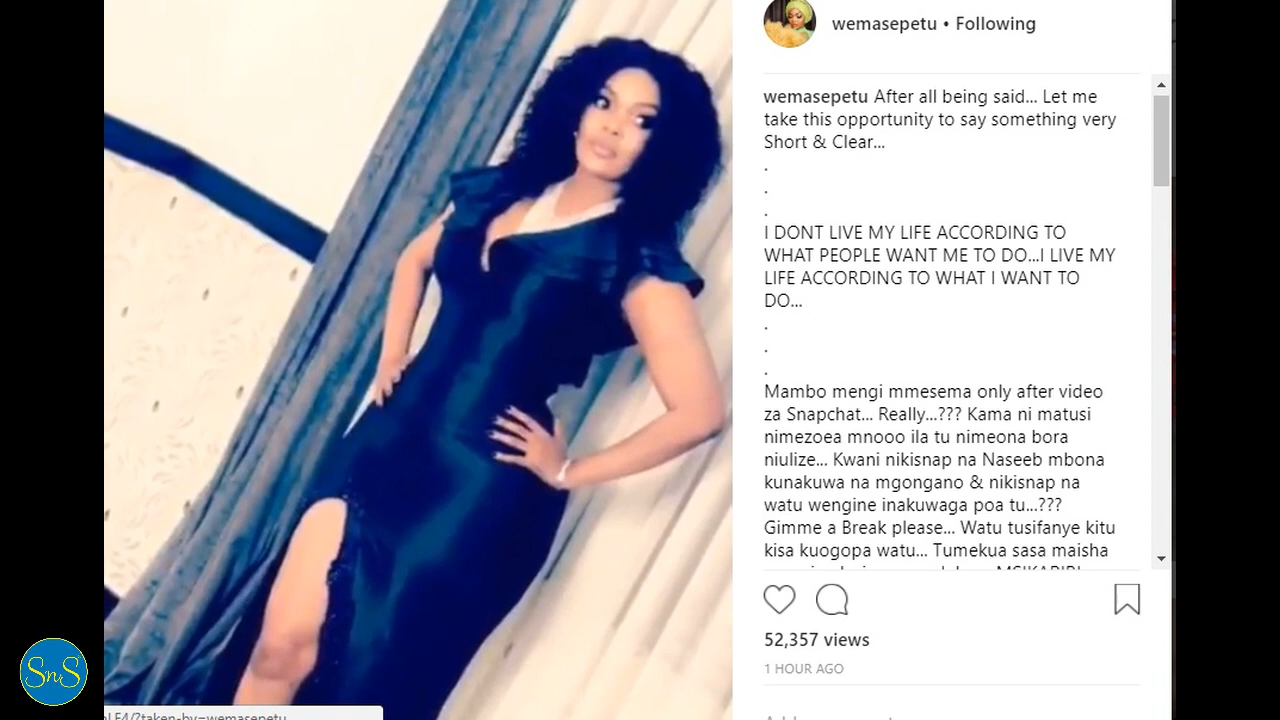 wemasepetu • Following
wemasepetu After all being said... Let me
take this opportunity to say something very
Short & Clear...
.
.
.
I DONT LIVE MY LIFE ACCORDING TO
WHAT PEOPLE WANT ME TO DO...I LIVE MY
LIFE ACCORDING TO WHAT I WANT TO
DO...
.
.
.
Mambo mengi mmesema only after video
za Snapchat... Really...??? Kama ni matusi
nimezoea mnooo ila tu nimeona bora
niulize... Kwani nikisnap na Naseeb mbona
kunakuwa na mgongano & nikisnap na
watu wengine inakuwaga poa tu...???
Gimme a Break please... Watu tusifanye kitu
kisa kuogopa watu... Tumekua sasa maisha
52,357 views
1 HOUR AGO
SnS
?taken-by=wemasepetu